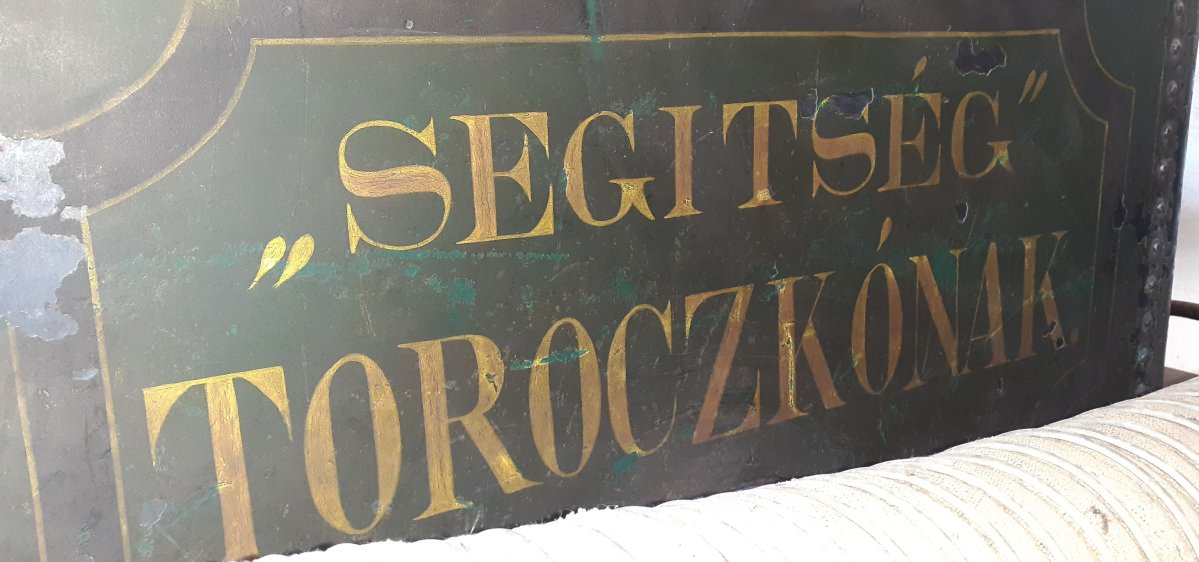 „SEGITSÉG”
TOROCZKÓNAK.